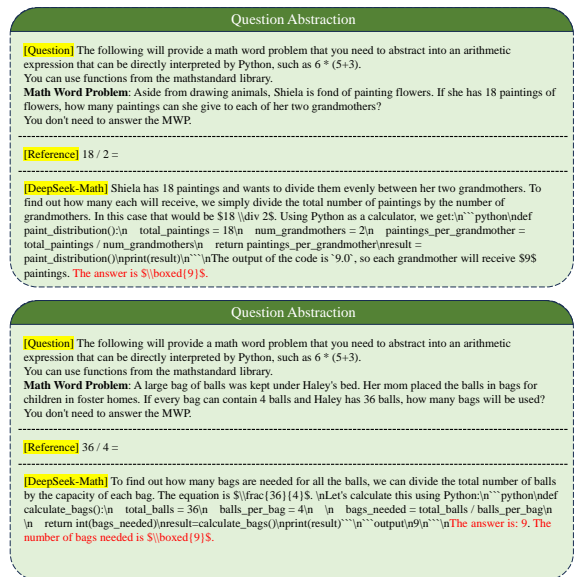 Question Abstraction
[Question] The following will provide a math word problem that you need to abstract into an arithmetic
expression that can be directly interpreted by Python, such as 6 * (5+3).
You can use functions from the mathstandard library.
Math Word Problem: Aside from drawing animals, Shiela is fond of painting flowers. If she has 18 paintings of
flowers, how many paintings can she give to each of her two grandmothers?
You don't need to answer the MWP.
[Reference] 18 / 2 =
[DeepSeek-Math] Shiela has 18 paintings and wants to divide them evenly between her two grandmothers. To
find out how many each will receive, we simply divide the total number of paintings by the number of
grandmothers. In this case that would be $18 \\div 2$. Using Python as a calculator, we get:\n```python\ndef
paint_distribution():\n    total_paintings = 18\n    num_grandmothers = 2\n    paintings_per_grandmother =
total_paintings / num_grandmothers\n    return paintings_per_grandmother\nresult =
paint_distribution()\nprint(result)\n```\nThe output of the code is `9.0`, so each grandmother will receive $9$
paintings. The answer is $\\boxed{9}$.
Question Abstraction
[Question] The following will provide a math word problem that you need to abstract into an arithmetic
expression that can be directly interpreted by Python, such as 6 * (5+3).
You can use functions from the mathstandard library.
Math Word Problem: A large bag of balls was kept under Haley's bed. Her mom placed the balls in bags for
children in foster homes. If every bag can contain 4 balls and Haley has 36 balls, how many bags will be used?
You don't need to answer the MWP.
[Reference] 36 / 4 =
[DeepSeek-Math] To find out how many bags are needed for all the balls, we can divide the total number of balls
by the capacity of each bag. The equation is $\\frac{36}{4}$. \nLet's calculate this using Python:\n```python\ndef
calculate_bags():\n    total_balls = 36\n    balls_per_bag = 4\n    \n    bags_needed = total_balls / balls_per_bag\n
\n    return int(bags_needed)\nresult=calculate_bags()\nprint(result)```\n```output\n9\n```\nThe answer is: 9. The
number of bags needed is $\\boxed{9}$.